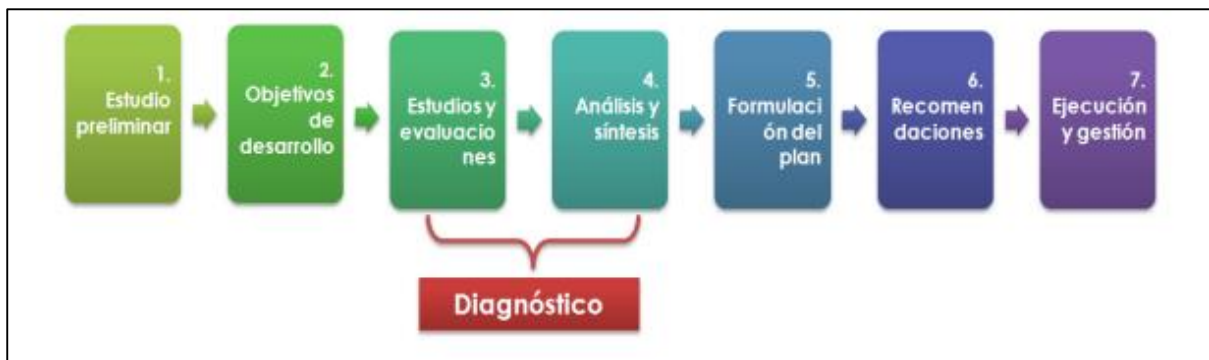 1.
Estudio
preliminar
2.
Objetivos
de
desarrollo
3.
Estudios y
evaluacio
nes
4.
Análisis y
síntesis
5.
Formulaci
ón del
plan
6.
Recomen
daciones
7.
Ejecución
y gestión
Diagnóstico